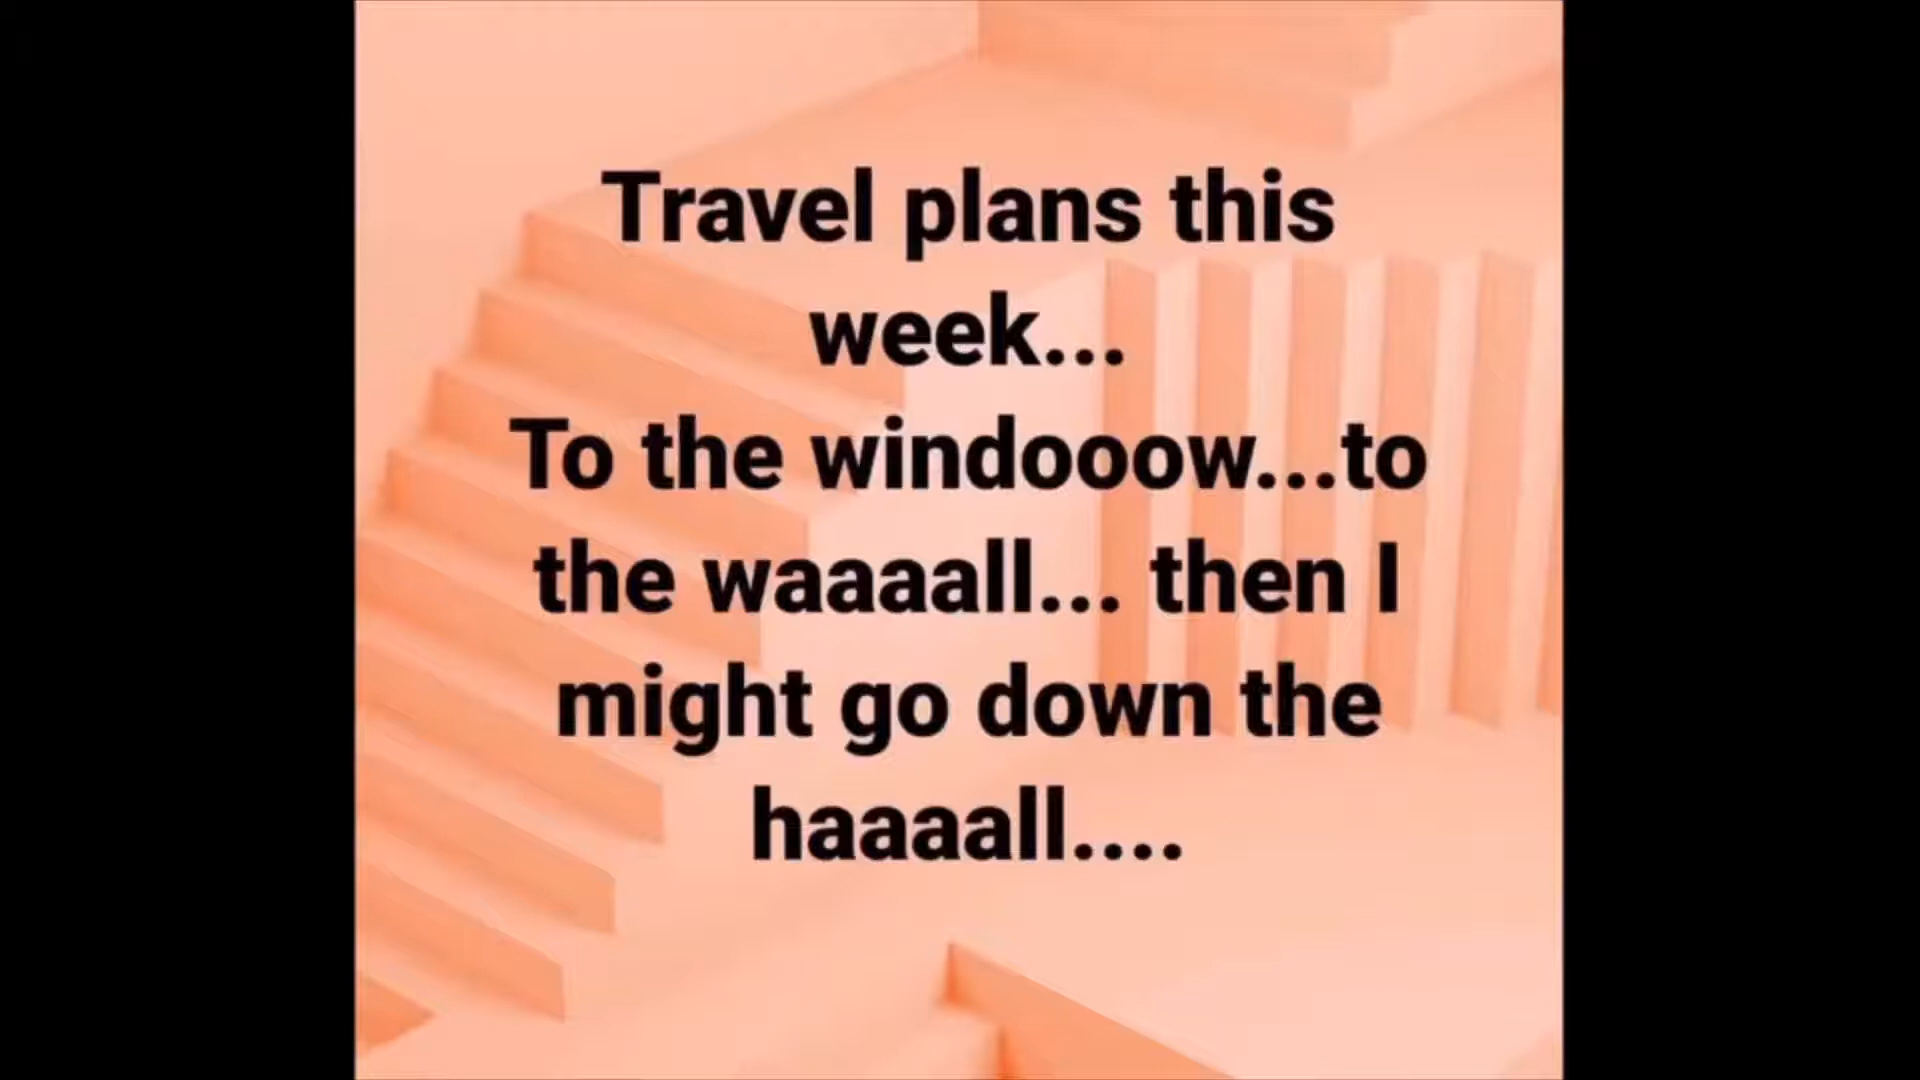 Travel plans this
week...
To the windooow...to
the waaaall... then I
might go down the
haaaall....